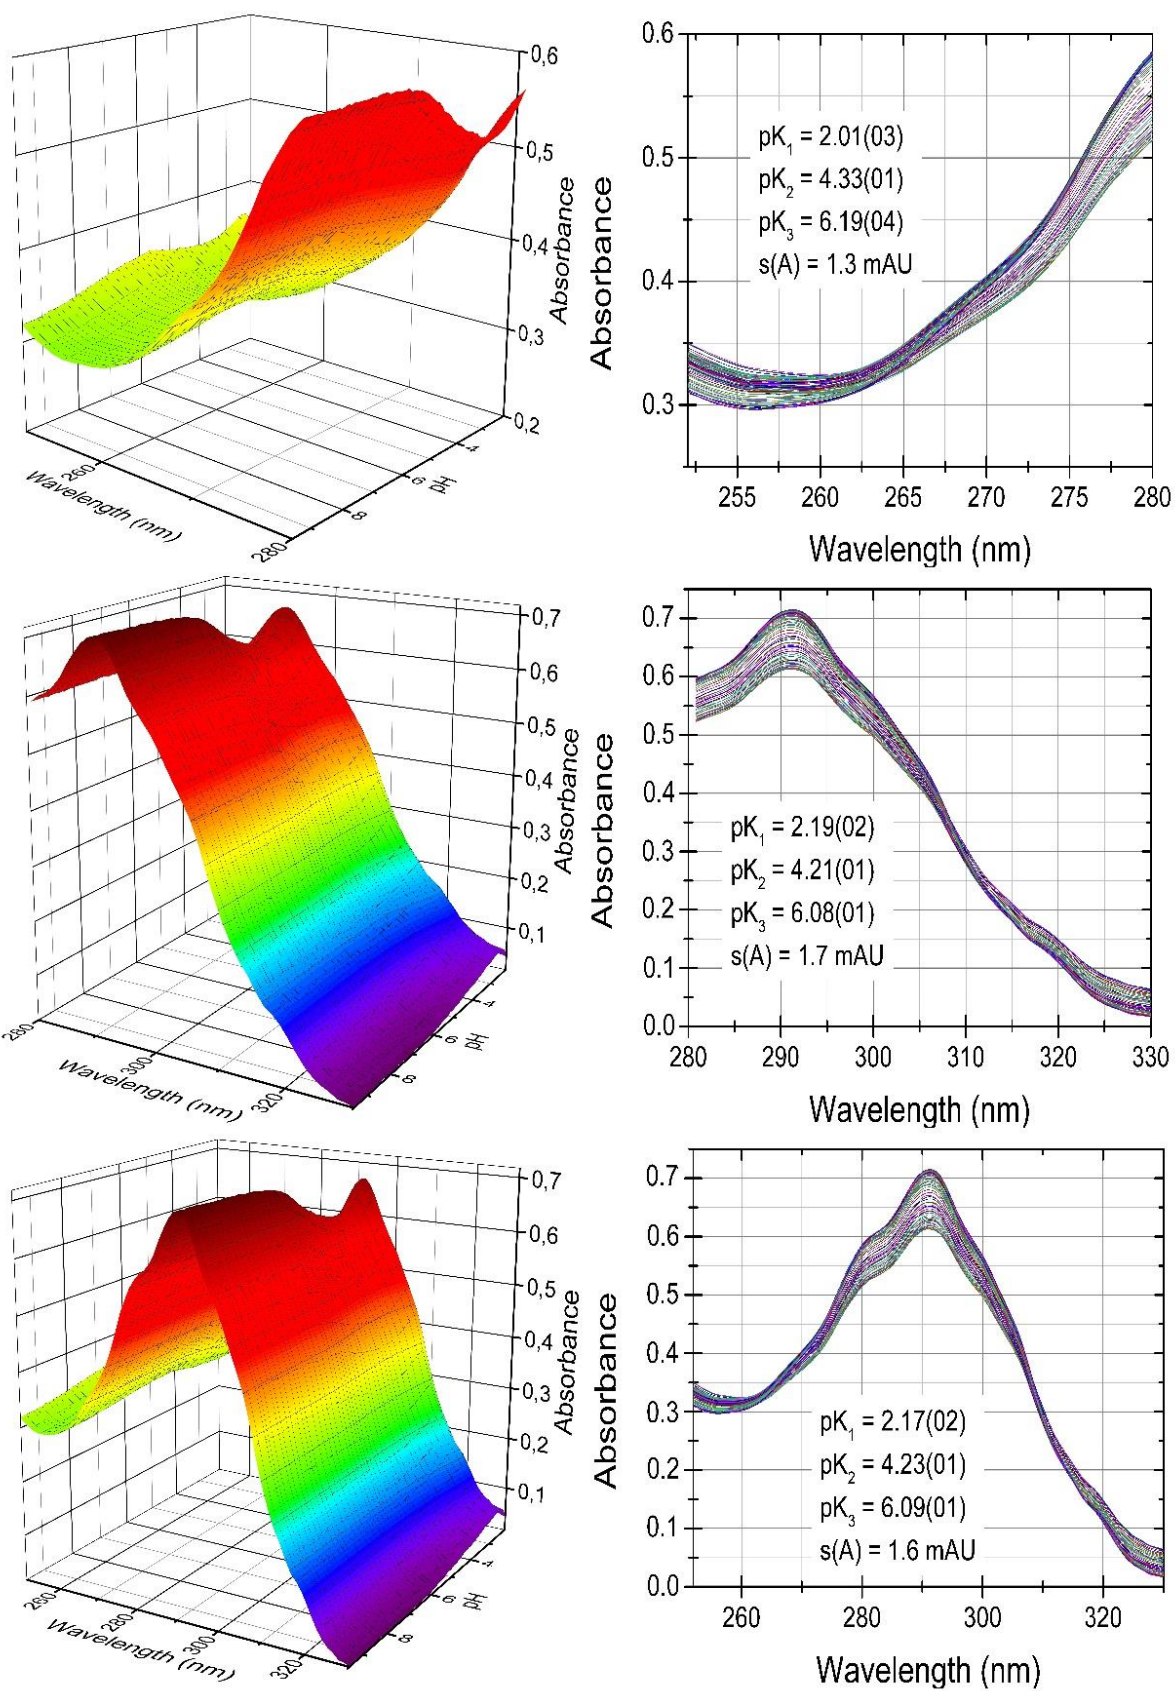 0,6
0,5
0,4
0,3
0,2
Absorbance
4
6
8
pH
260
280
Wavelength (nm)
0.6
0.5
0.4
0.3
Absorbance
pK1 = 2.01(03)
pK2 = 4.33(01)
pK3 = 6.19(04)
s(A) = 1.3 mAU
255 260 265 270 275 280
Wavelength (nm)
0,7
0,6
0,5
0,4
0,3
0,2
0,1
Absorbance
4
6
8
pH
280
300
320
Wavelength (nm)
0.7
0.6
0.5
0.4
0.3
0.2
0.1
0.0
Absorbance
pK1 = 2.19(02)
pK2 = 4.21(01)
pK3 = 6.08(01)
s(A) = 1.7 mAU
280 290 300 310 320 330
Wavelength (nm)
0,7
0,6
0,5
0,4
0,3
0,2
0,1
Absorbance
4
6
8
pH
260
280
300
320
Wavelength (nm)
0.7
0.6
0.5
0.4
0.3
0.2
0.1
0.0
Absorbance
pK1 = 2.17(02)
pK2 = 4.23(01)
pK3 = 6.09(01)
s(A) = 1.6 mAU
260 280 300 320
Wavelength (nm)